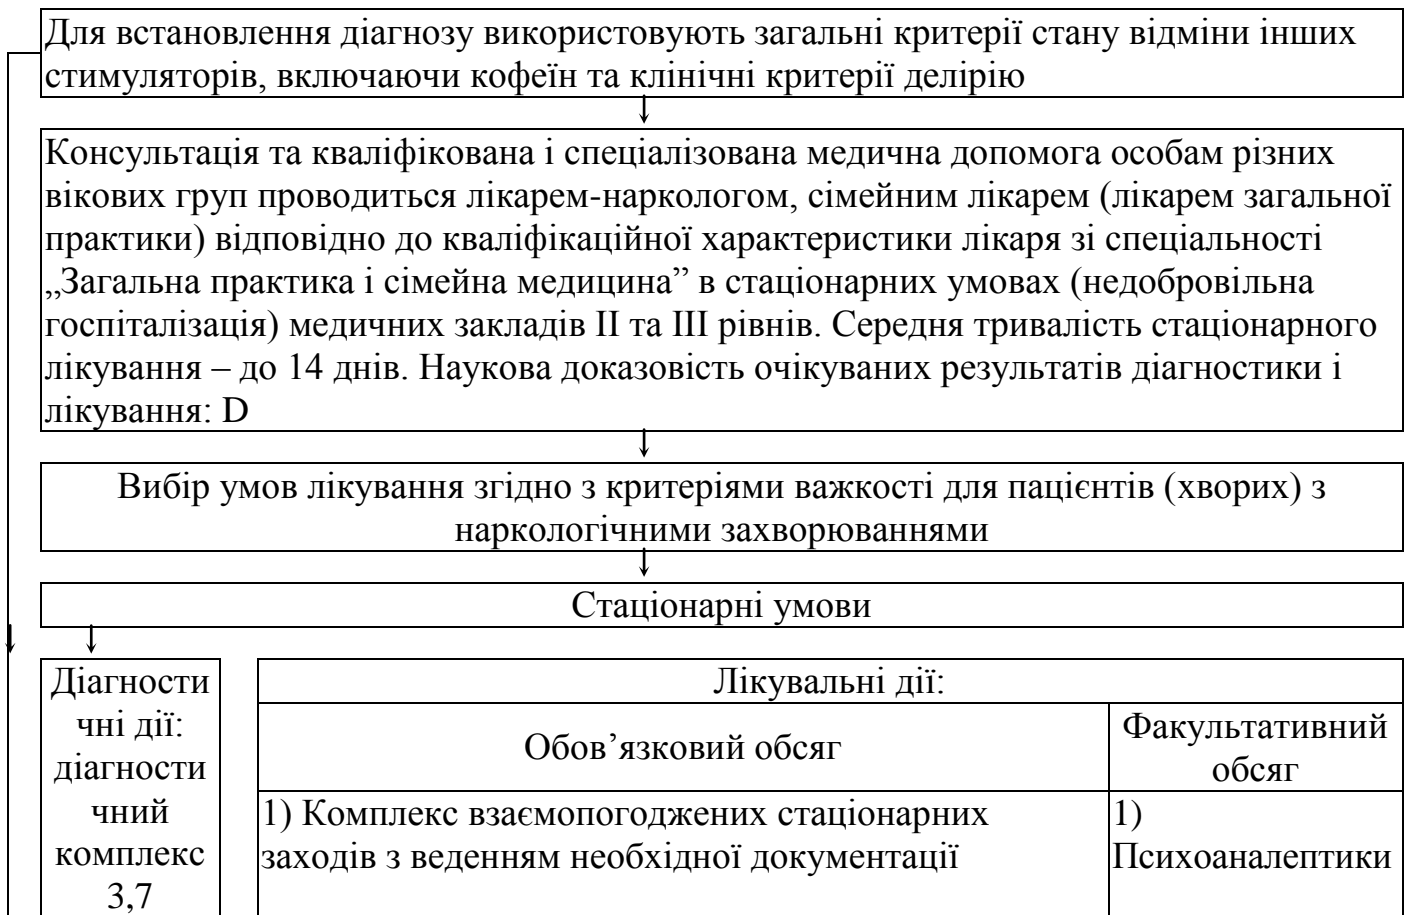 Для встановлення діагнозу використовують загальні критерії стану відміни інших
стимуляторів, включаючи кофеїн та клінічні критерії делірію
Консультація та кваліфікована і спеціалізована медична допомога особам різних
вікових груп проводиться лікарем-наркологом, сімейним лікарем (лікарем загальної
практики) відповідно до кваліфікаційної характеристики лікаря зі спеціальності
„Загальна практика і сімейна медицина” в стаціонарних умовах (недобровільна
госпіталізація) медичних закладів II та III рівнів. Середня тривалість стаціонарного
лікування – до 14 днів. Наукова доказовість очікуваних результатів діагностики і
лікування: D
Вибір умов лікування згідно з критеріями важкості для пацієнтів (хворих) з
наркологічними захворюваннями
Стаціонарні умови
Діагности
чні дії:
діагности
чний
комплекс
3,7
Лікувальні дії:
Обов’язковий обсяг
Факультативний
обсяг
1) Комплекс взаємопогоджених стаціонарних
заходів з веденням необхідної документації
1)
Психоаналептики